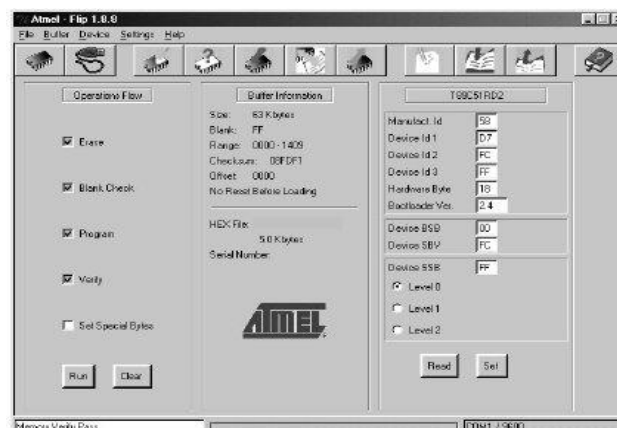 Atmel - Flip 1.8.8
File Buffer Device Settings Help
Operations Flow
Erase
Blank Check
Program
Verify
Set Special Bytes
Run Clear
Buffer Information
Size: 63 Kbytes
Blank: FF
Range: 0000 - 1409
Checksum: 08FDF1
Offset: 0000
No Reset Before Loading
HEX File:
5.0 Kbytes
Serial Number:
ATMEL
T89C51RD2
Manufact. Id 58
Device Id 1 D7
Device Id 2 FC
Device Id 3 FF
Hardware Byte 18
Bootloader Ver. 2.4
Device BSB 00
Device SBV FC
Device SSB FF
Level 0
Level 1
Level 2
Read Set
Memory Verify Pass
COM1 / 9600